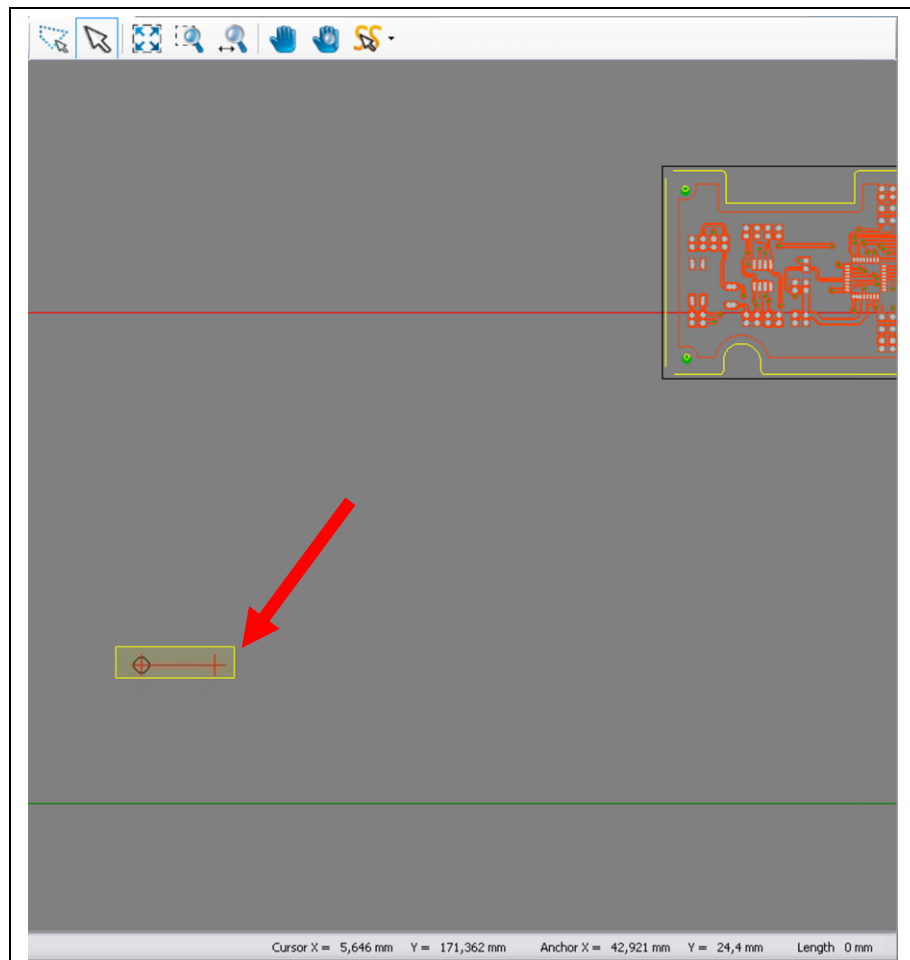 Cursor X = 5,646 mm Y = 171,362 mm Anchor X = 42,921 mm Y = 24,4 mm Length 0 mm